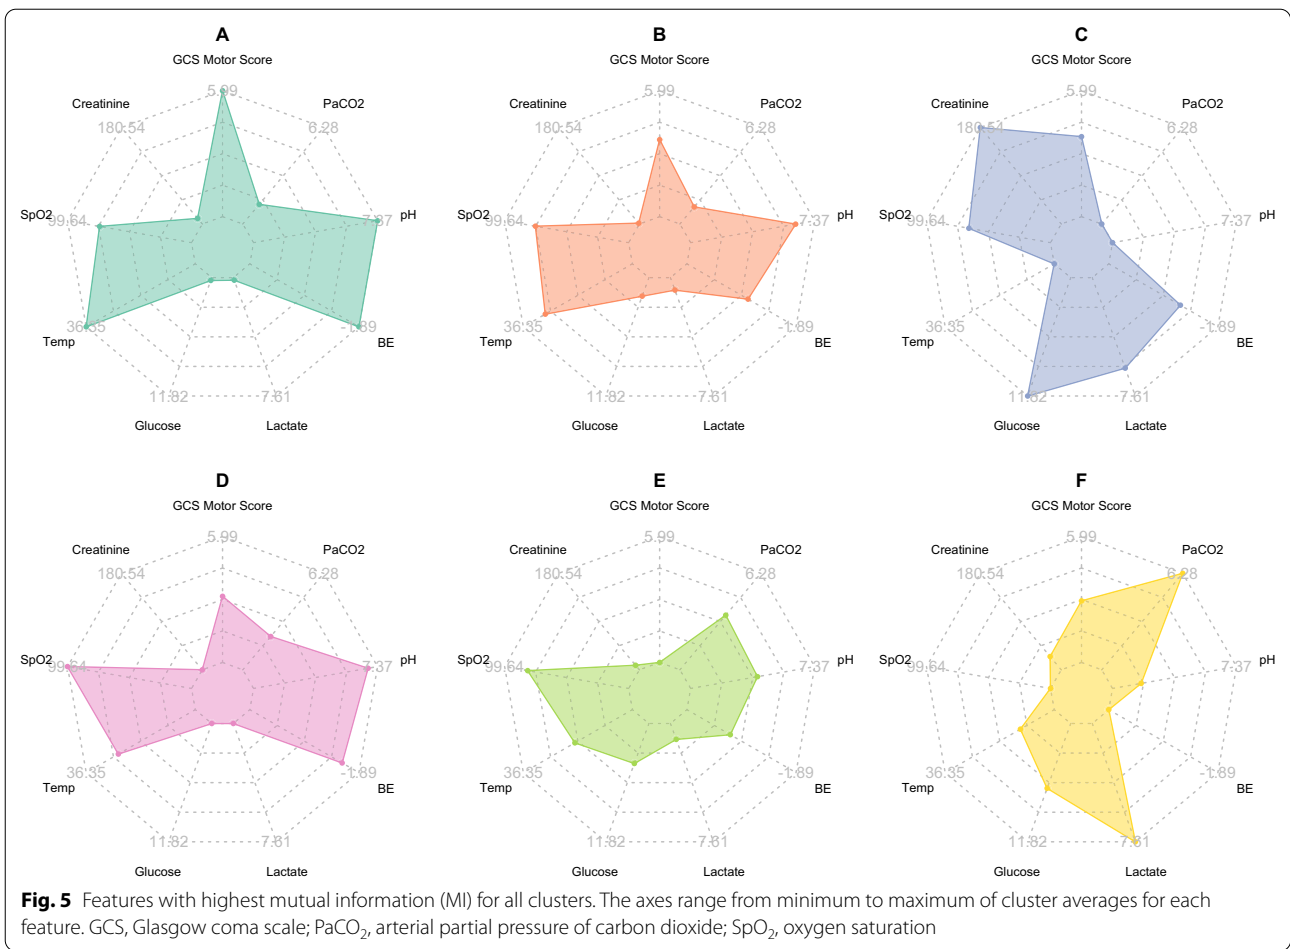 A
GCS Motor Score
5.99
Creatinine
PaCO2
180.54
6.28
SpO2
99.64
pH
7.37
36.35
Temp
-1.89
BE
11.82
7.61
Glucose
Lactate
B
GCS Motor Score
5.99
Creatinine
PaCO2
180.54
6.28
SpO2
99.64
pH
7.37
36.35
Temp
-1.89
BE
11.82
7.61
Glucose
Lactate
C
GCS Motor Score
5.99
Creatinine
PaCO2
180.54
6.28
SpO2
99.64
pH
7.37
36.35
Temp
-1.89
BE
11.82
7.61
Glucose
Lactate
D
GCS Motor Score
5.99
Creatinine
PaCO2
180.54
6.28
SpO2
99.64
pH
7.37
36.35
Temp
-1.89
BE
11.82
7.61
Glucose
Lactate
E
GCS Motor Score
5.99
Creatinine
PaCO2
180.54
6.28
SpO2
99.64
pH
7.37
36.35
Temp
-1.89
BE
11.82
7.61
Glucose
Lactate
F
GCS Motor Score
5.99
Creatinine
PaCO2
180.54
6.28
SpO2
99.64
pH
7.37
36.35
Temp
-1.89
BE
11.82
7.61
Glucose
Lactate
Fig. 5 Features with highest mutual information (MI) for all clusters. The axes range from minimum to maximum of cluster averages for each
feature. GCS, Glasgow coma scale; PaCO₂, arterial partial pressure of carbon dioxide; SpO₂, oxygen saturation